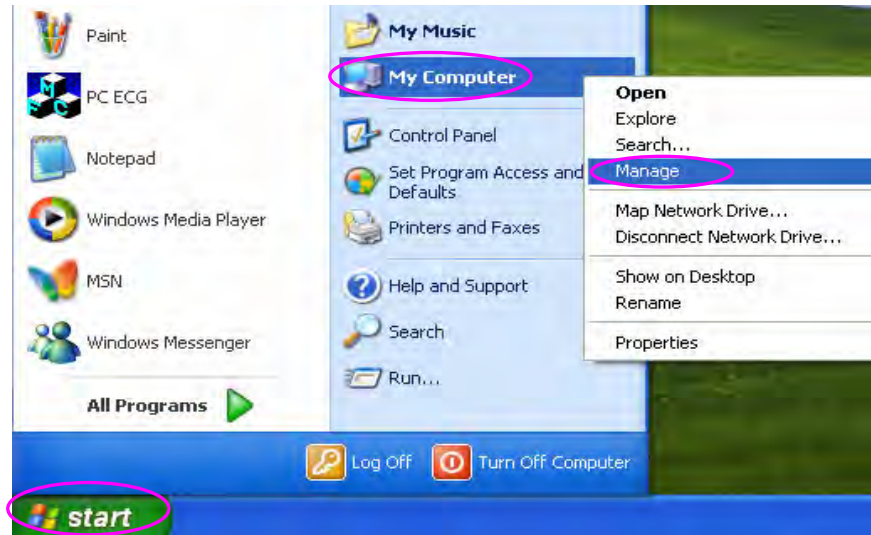 Paint
PC ECG
Notepad
Windows Media Player
MSN
Windows Messenger
All Programs
My Music
My Computer
Control Panel
Set Program Access and
Defaults
Printers and Faxes
Help and Support
Search
Run...
Open
Explore
Search...
Manage
Map Network Drive...
Disconnect Network Drive...
Show on Desktop
Rename
Properties
Log Off
Turn Off Computer
start